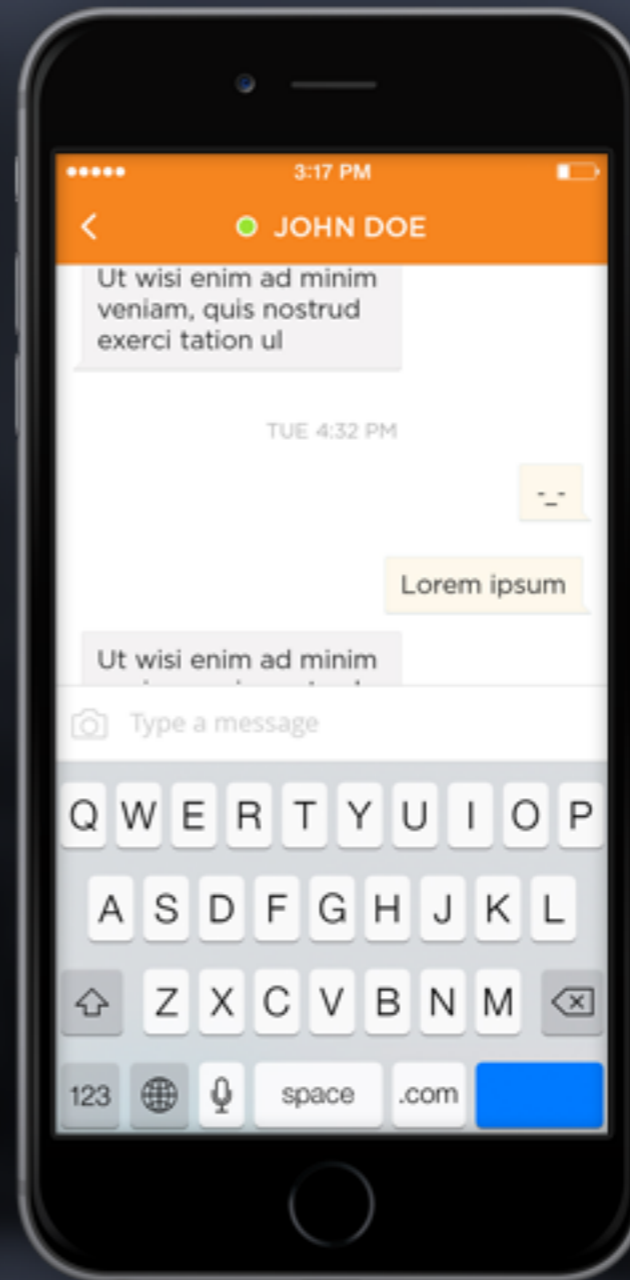 3:17 PM
JOHN DOE
Ut wisi enim ad minim
veniam, quis nostrud
exerci tation ul
TUE 4:32 PM
-_-
Lorem ipsum
Ut wisi enim ad minim
Type a message
Q W E R T Y U I O P
A S D F G H J K L
Z X C V B N M
123 space .com